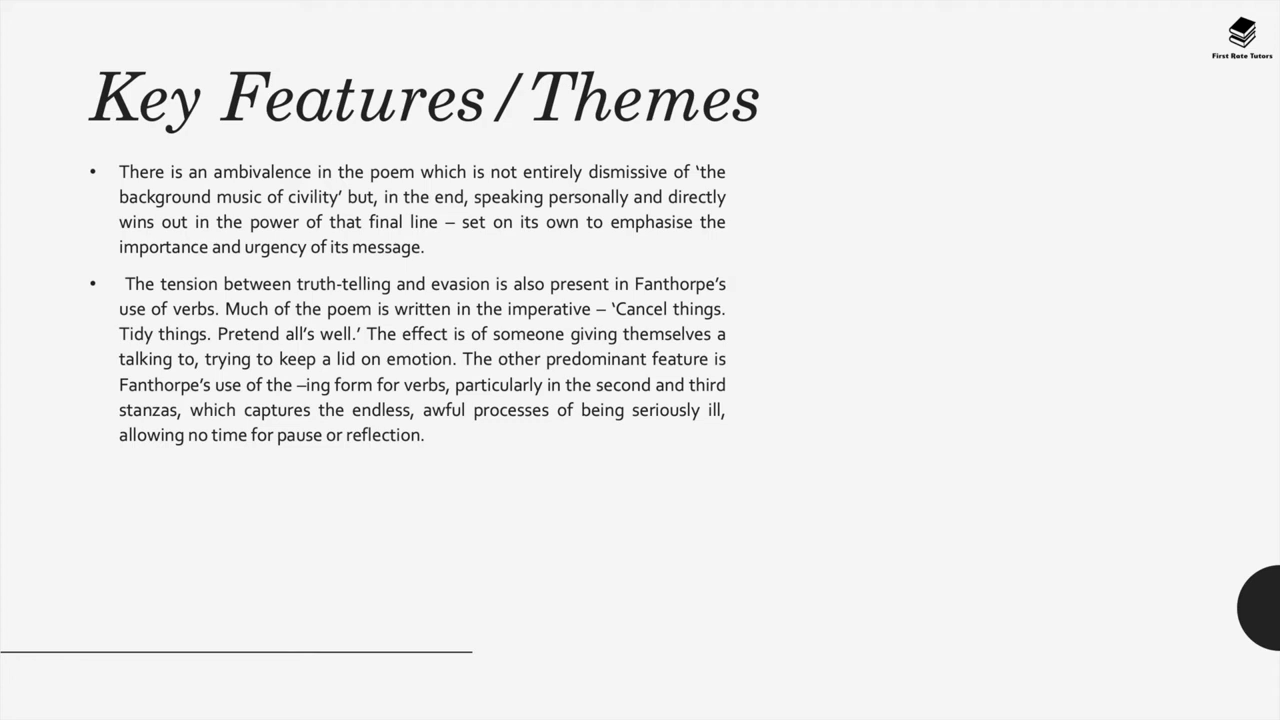 First Rate Tutors
Key Features/Themes
• There is an ambivalence in the poem which is not entirely dismissive of ‘the
background music of civility’ but, in the end, speaking personally and directly
wins out in the power of that final line – set on its own to emphasise the
importance and urgency of its message.
• The tension between truth-telling and evasion is also present in Fanthorpe’s
use of verbs. Much of the poem is written in the imperative – ‘Cancel things.
Tidy things. Pretend all’s well.’ The effect is of someone giving themselves a
talking to, trying to keep a lid on emotion. The other predominant feature is
Fanthorpe’s use of the –ing form for verbs, particularly in the second and third
stanzas, which captures the endless, awful processes of being seriously ill,
allowing no time for pause or reflection.